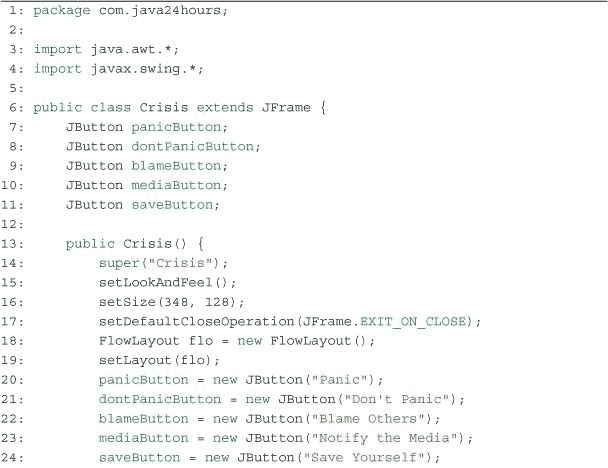 1: package com.java24hours;
2:
3: import java.awt.*;
4: import javax.swing.*;
5:
6: public class Crisis extends JFrame {
7:     JButton panicButton;
8:     JButton dontPanicButton;
9:     JButton blameButton;
10:     JButton mediaButton;
11:     JButton saveButton;
12:
13:     public Crisis() {
14:         super("Crisis");
15:         setLookAndFeel();
16:         setSize(348, 128);
17:         setDefaultCloseOperation(JFrame.EXIT_ON_CLOSE);
18:         FlowLayout flo = new FlowLayout();
19:         setLayout(flo);
20:         panicButton = new JButton("Panic");
21:         dontPanicButton = new JButton("Don't Panic");
22:         blameButton = new JButton("Blame Others");
23:         mediaButton = new JButton("Notify the Media");
24:         saveButton = new JButton("Save Yourself");